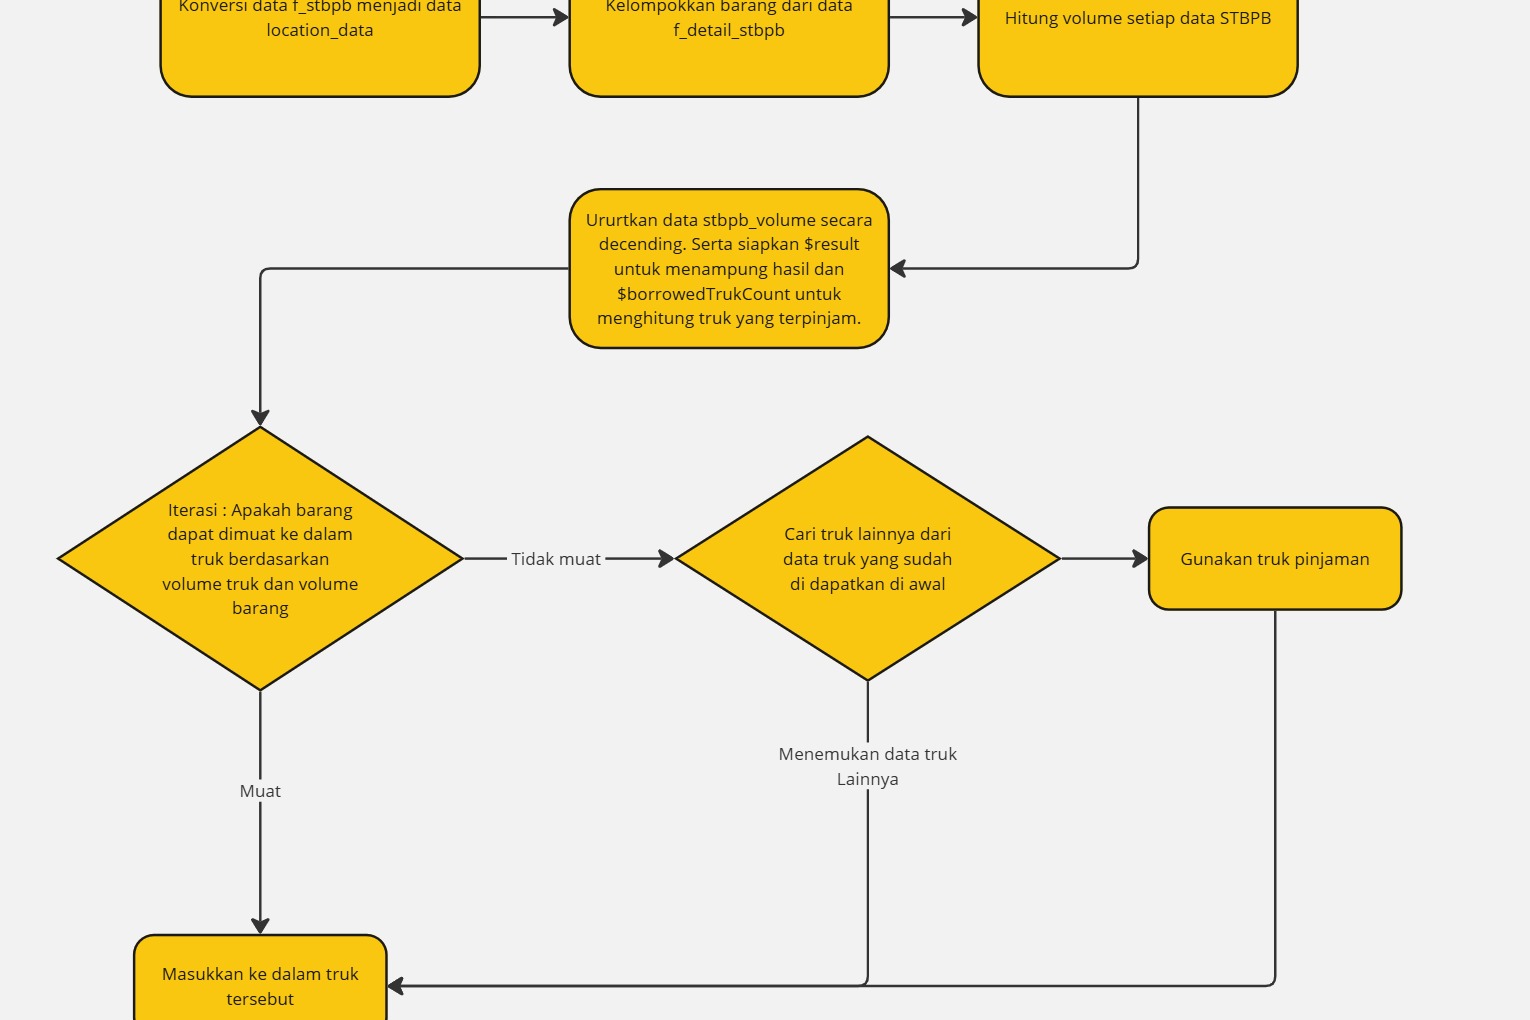 Konversi data f_stbpb menjadi data
location_data
Kelompokkan barang dari data
f_detail_stbpb
Hitung volume setiap data STBPB
Ururtkan data stbpb_volume secara
decending. Serta siapkan $result
untuk menampung hasil dan
$borrowedTrukCount untuk
menghitung truk yang terpinjam.
Iterasi : Apakah barang
dapat dimuat ke dalam
truk berdasarkan
volume truk dan volume
barang
Tidak muat
Cari truk lainnya dari
data truk yang sudah
di dapatkan di awal
Gunakan truk pinjaman
Menemukan data truk
Lainnya
Muat
Masukkan ke dalam truk
tersebut